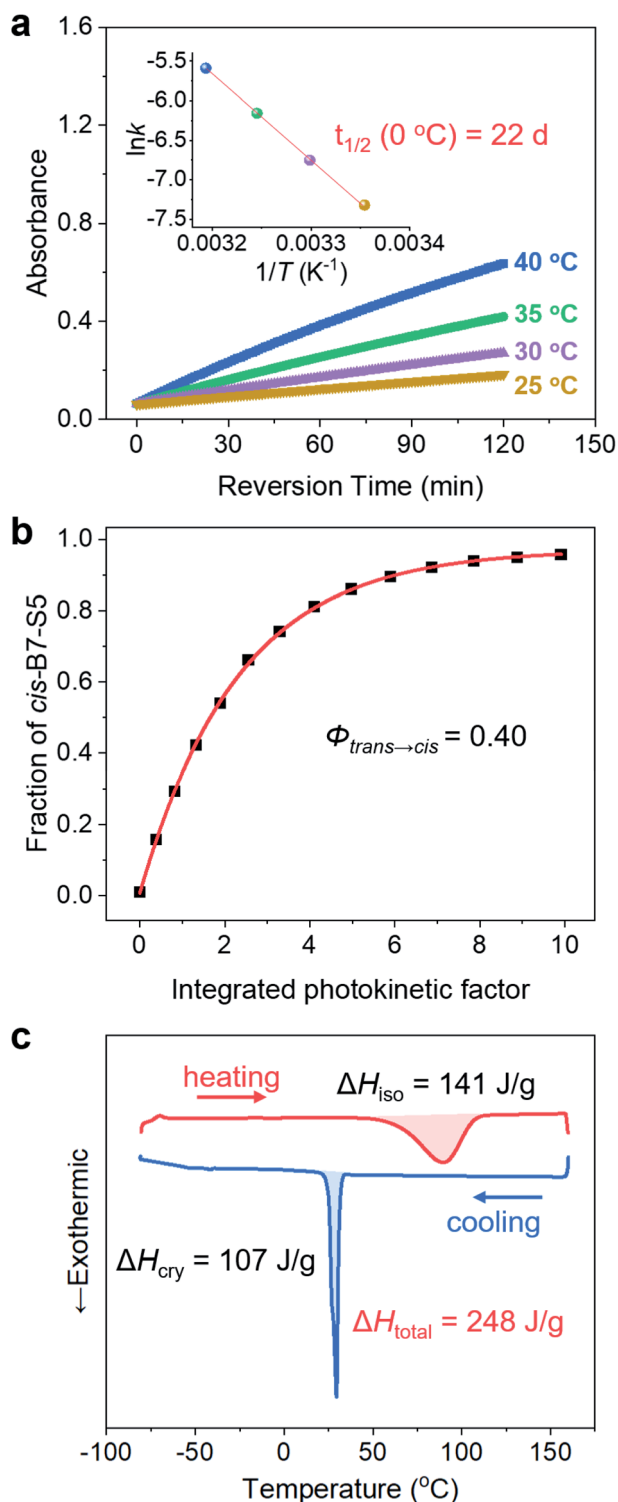 a
1.6
1.2
0.8
0.4
0.0
Absorbance
-5.5
-6.0
-6.5
-7.0
-7.5
lnk
0.0032
0.0033
0.0034
1/T (K⁻¹)
t₁/₂ (0 °C) = 22 d
40 °C
35 °C
30 °C
25 °C
0
30
60
90
120
150
Reversion Time (min)
b
1.0
0.8
0.6
0.4
0.2
0.0
Fraction of cis-B7-S5
Φtrans→cis = 0.40
0
2
4
6
8
10
Integrated photokinetic factor
c
heating
ΔHiso = 141 J/g
cooling
ΔHcry = 107 J/g
ΔHtotal = 248 J/g
←Exothermic
-100
-50
0
50
100
150
Temperature (°C)